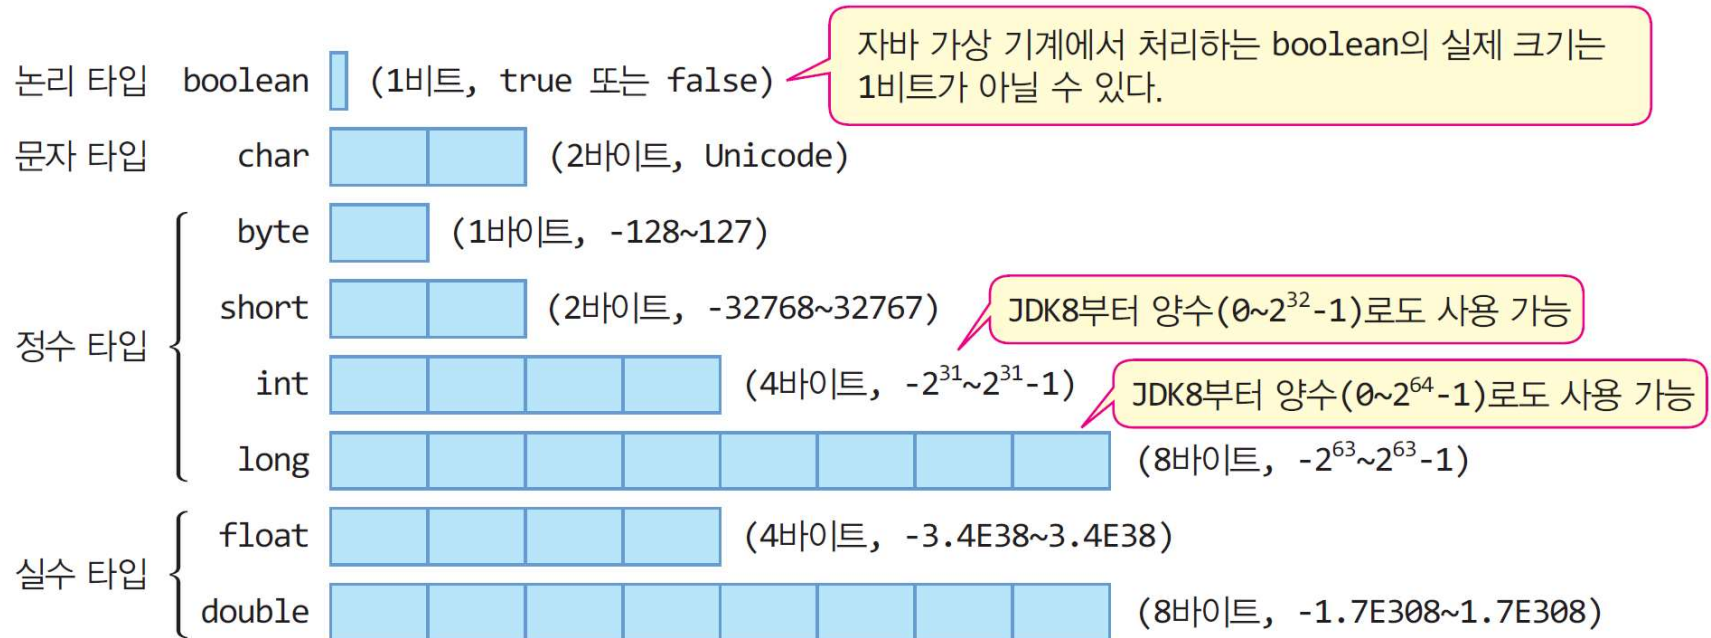 자바 가상 기계에서 처리하는 boolean의 실제 크기는
1비트가 아닐 수 있다.
논리 타입 boolean (1비트, true 또는 false)
문자 타입 char (2바이트, Unicode)
byte (1바이트, -128~127)
short (2바이트, -32768~32767)
JDK8부터 양수(0~2³²-1)로도 사용 가능
정수 타입
int (4바이트, -2³¹~2³¹-1)
JDK8부터 양수(0~2⁶⁴-1)로도 사용 가능
long (8바이트, -2⁶³~2⁶³-1)
float (4바이트, -3.4E38~3.4E38)
실수 타입
double (8바이트, -1.7E308~1.7E308)